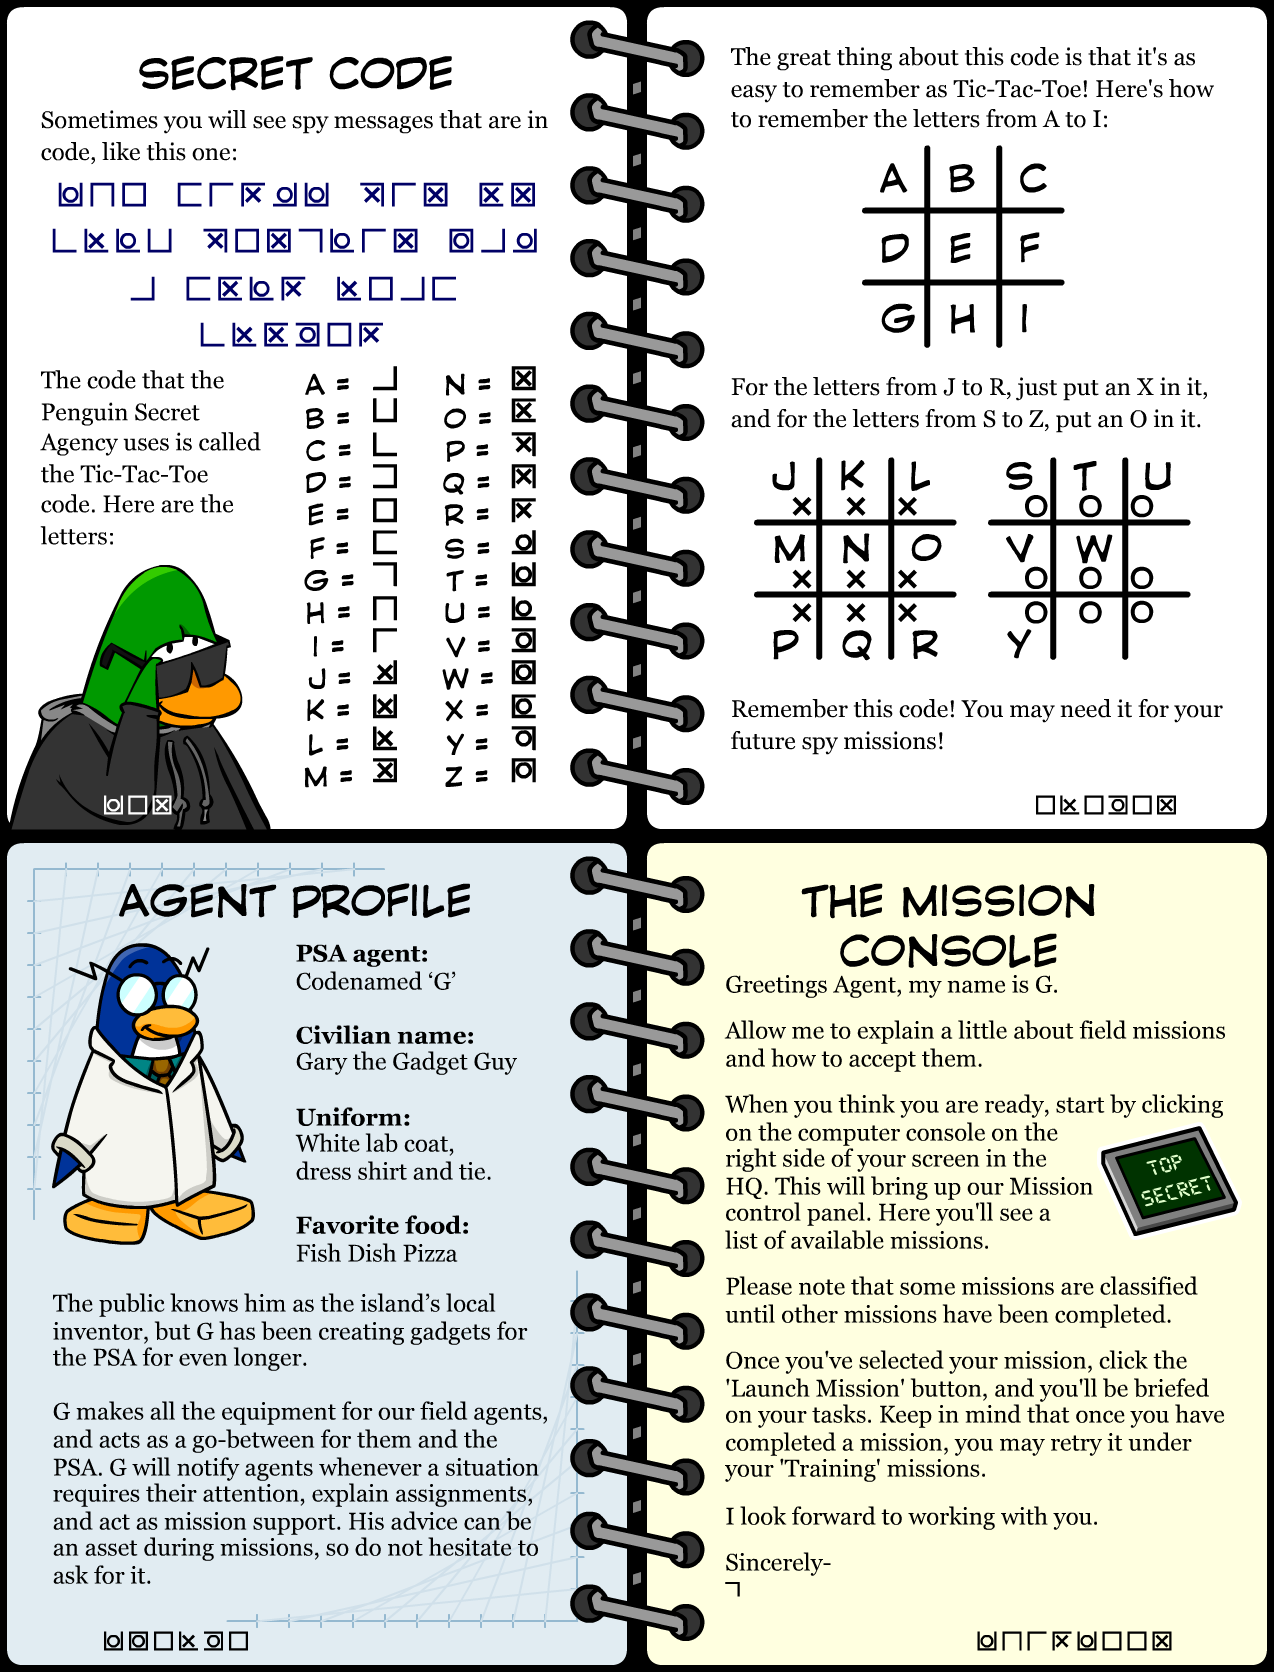 SECRET CODE
Sometimes you will see spy messages that are in
code, like this one:
The code that the
Penguin Secret
Agency uses is called
the Tic-Tac-Toe
code. Here are the
letters:
A =
B =
C =
D =
E =
F =
G =
H =
I =
J =
K =
L =
M =
N =
O =
P =
Q =
R =
S =
T =
U =
V =
W =
X =
Y =
Z =
The great thing about this code is that it's as
easy to remember as Tic-Tac-Toe! Here's how
to remember the letters from A to I:
A B C
D E F
G H I
For the letters from J to R, just put an X in it,
and for the letters from S to Z, put an O in it.
J K L
x x x
M N O
x x x
x x x
P Q R
S T U
O O O
V W
O O O
O O O
Y
Remember this code! You may need it for your
future spy missions!
AGENT PROFILE
PSA agent:
Codenamed ‘G’
Civilian name:
Gary the Gadget Guy
Uniform:
White lab coat,
dress shirt and tie.
Favorite food:
Fish Dish Pizza
The public knows him as the island’s local
inventor, but G has been creating gadgets for
the PSA for even longer.
G makes all the equipment for our field agents,
and acts as a go-between for them and the
PSA. G will notify agents whenever a situation
requires their attention, explain assignments,
and act as mission support. His advice can be
an asset during missions, so do not hesitate to
ask for it.
THE MISSION
CONSOLE
Greetings Agent, my name is G.
Allow me to explain a little about field missions
and how to accept them.
When you think you are ready, start by clicking
on the computer console on the
right side of your screen in the
HQ. This will bring up our Mission
control panel. Here you'll see a
list of available missions.
TOP
SECRET
Please note that some missions are classified
until other missions have been completed.
Once you've selected your mission, click the
'Launch Mission' button, and you'll be briefed
on your tasks. Keep in mind that once you have
completed a mission, you may retry it under
your 'Training' missions.
I look forward to working with you.
Sincerely-